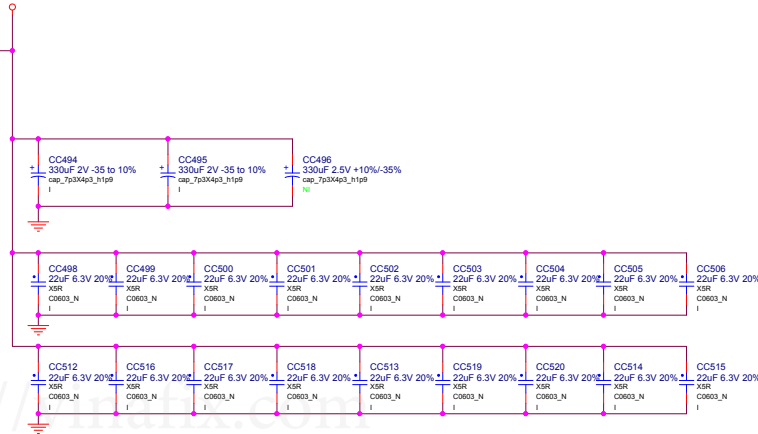 CC494
330uF 2V -35 to 10%
cap_7p3X4p3_h1p9
I
CC495
330uF 2V -35 to 10%
cap_7p3X4p3_h1p9
I
CC496
330uF 2.5V +10%/-35%
cap_7p3X4p3_h1p9
NI
CC498
22uF 6.3V 20%
X5R
C0603_N
I
CC499
22uF 6.3V 20%
X5R
C0603_N
I
CC500
22uF 6.3V 20%
X5R
C0603_N
I
CC501
22uF 6.3V 20%
X5R
C0603_N
I
CC502
22uF 6.3V 20%
X5R
C0603_N
I
CC503
22uF 6.3V 20%
X5R
C0603_N
I
CC504
22uF 6.3V 20%
X5R
C0603_N
I
CC505
22uF 6.3V 20%
X5R
C0603_N
I
CC506
22uF 6.3V 20%
X5R
C0603_N
I
CC512
22uF 6.3V 20%
X5R
C0603_N
I
CC516
22uF 6.3V 20%
X5R
C0603_N
I
CC517
22uF 6.3V 20%
X5R
C0603_N
I
CC518
22uF 6.3V 20%
X5R
C0603_N
I
CC513
22uF 6.3V 20%
X5R
C0603_N
I
CC519
22uF 6.3V 20%
X5R
C0603_N
I
CC520
22uF 6.3V 20%
X5R
C0603_N
I
CC514
22uF 6.3V 20%
X5R
C0603_N
I
CC515
22uF 6.3V 20%
X5R
C0603_N
I
//vinafix.com